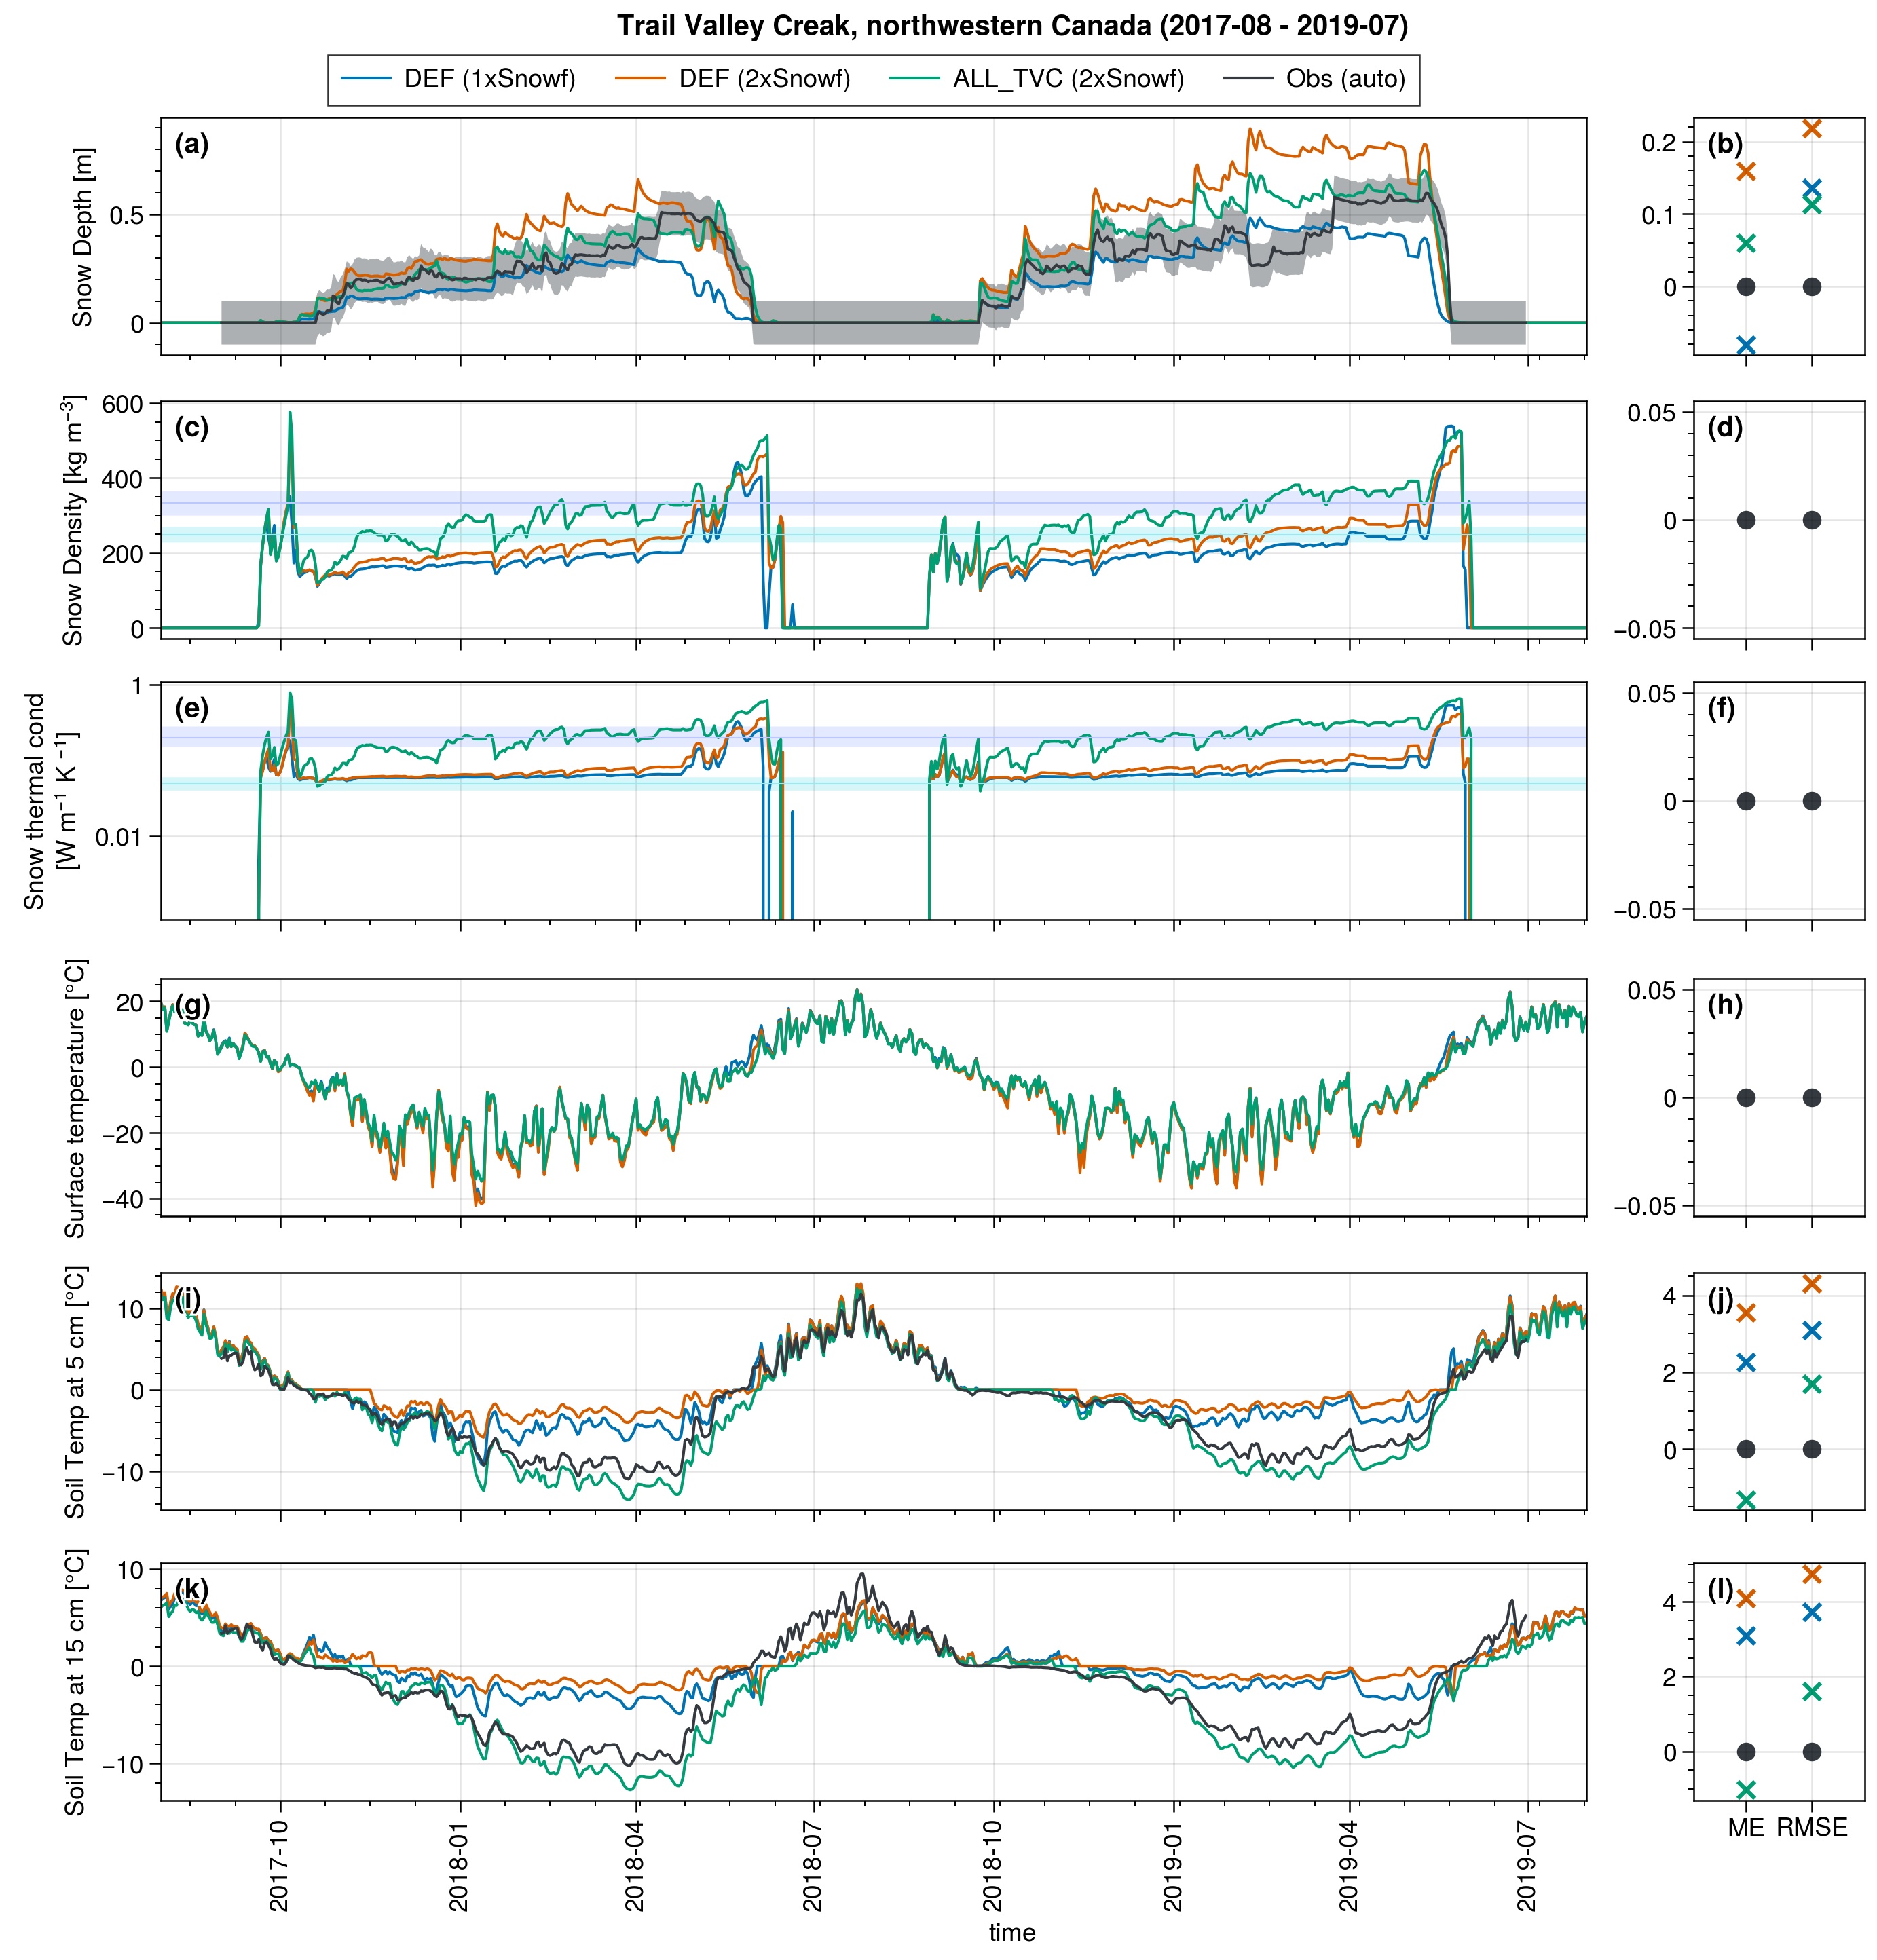 Trail Valley Creak, northwestern Canada (2017-08 - 2019-07)
DEF (1xSnowf) DEF (2xSnowf) ALL_TVC (2xSnowf) Obs (auto)
Snow Depth [m]
(a)
0.5
0
(b)
0.2
0.1
0
Snow Density [kg m⁻³]
(c)
600
400
200
0
(d)
0.05
0
−0.05
Snow thermal cond
[W m⁻¹ K⁻¹]
(e)
1
0.01
(f)
0.05
0
−0.05
Surface temperature [°C]
(g)
20
0
−20
−40
(h)
0.05
0
−0.05
Soil Temp at 5 cm [°C]
(i)
10
0
−10
(j)
4
2
0
Soil Temp at 15 cm [°C]
(k)
10
0
−10
(l)
4
2
0
ME RMSE
2017-10
2018-01
2018-04
2018-07
2018-10
2019-01
2019-04
2019-07
time